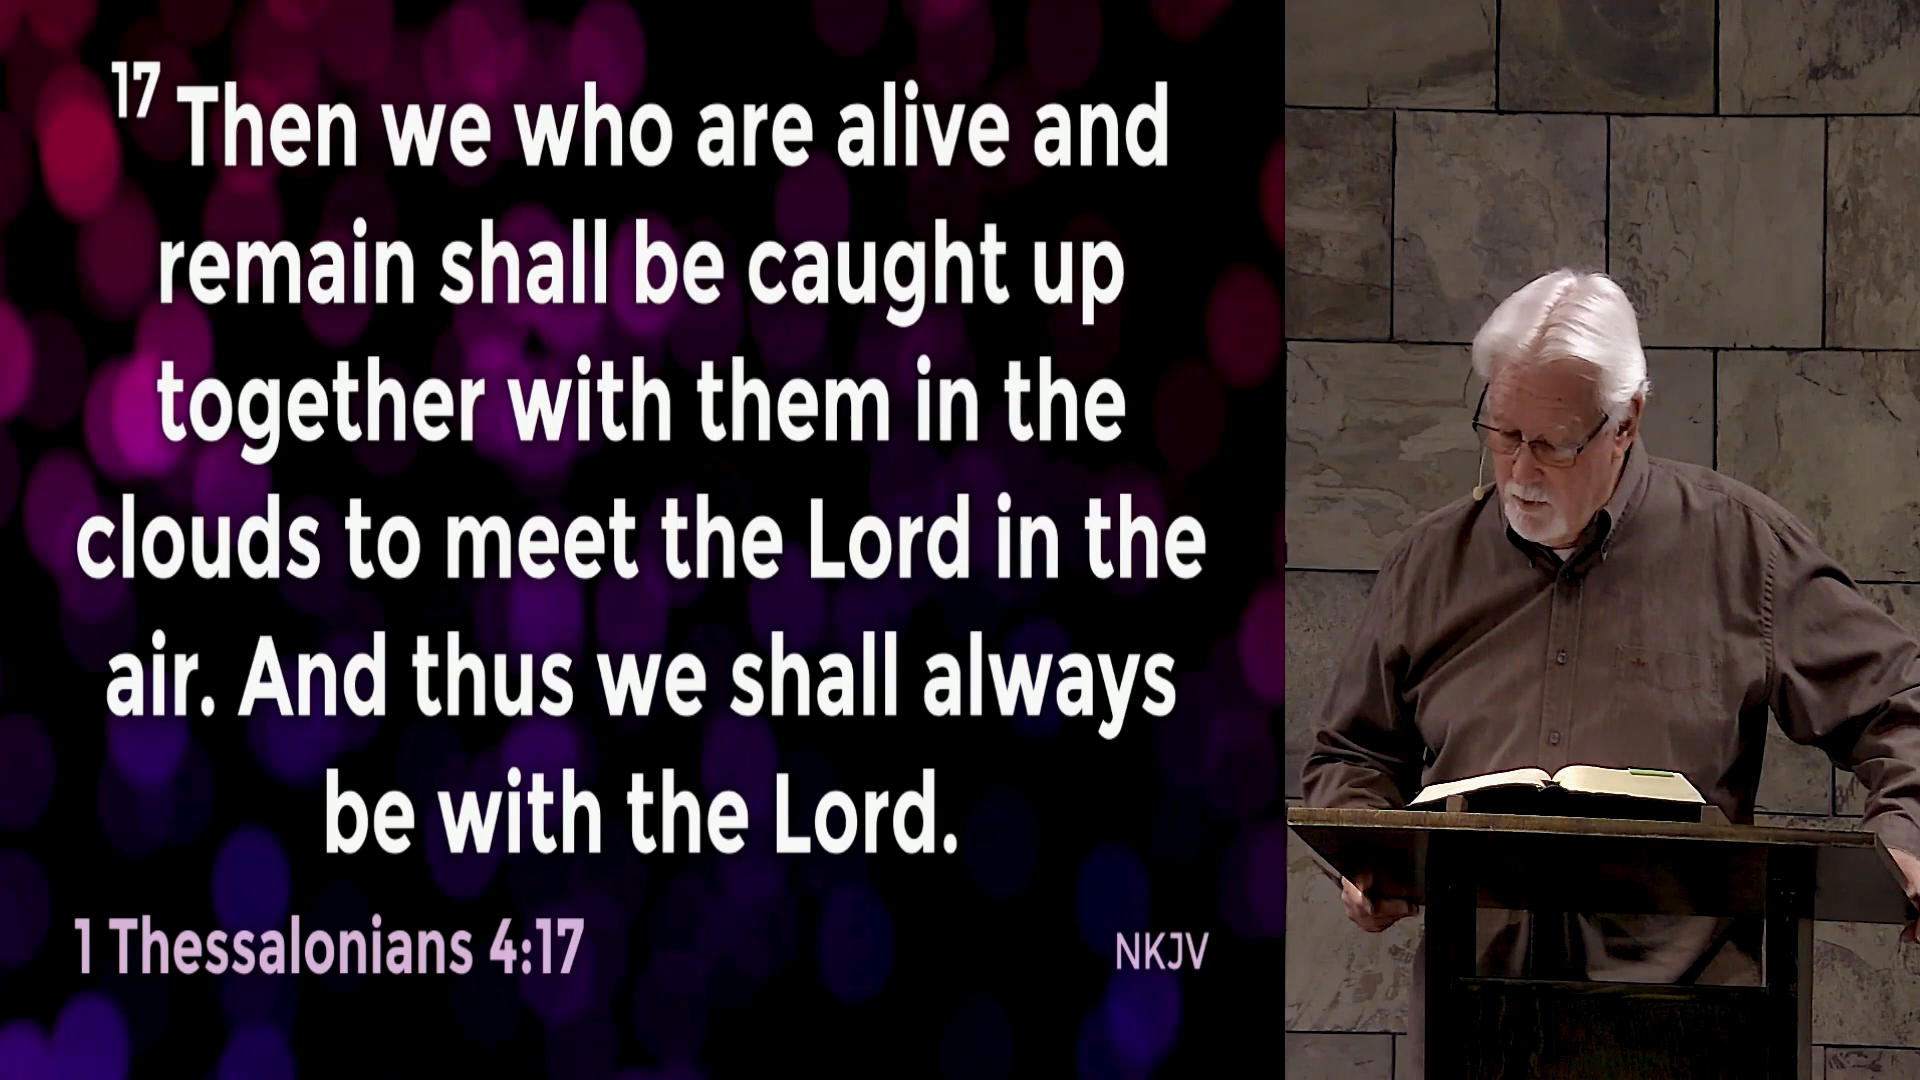 17 Then we who are alive and
remain shall be caught up
together with them in the
clouds to meet the Lord in the
air. And thus we shall always
be with the Lord.
1 Thessalonians 4:17
NKJV